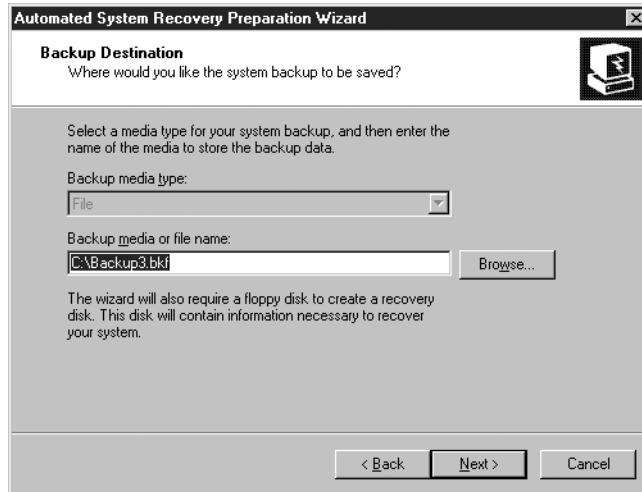 Automated System Recovery Preparation Wizard
Backup Destination
Where would you like the system backup to be saved?
Select a media type for your system backup, and then enter the
name of the media to store the backup data.
Backup media type:
File
Backup media or file name:
C:\Backup3.bkf
Browse...
The wizard will also require a floppy disk to create a recovery
disk. This disk will contain information necessary to recover
your system.
< Back
Next >
Cancel